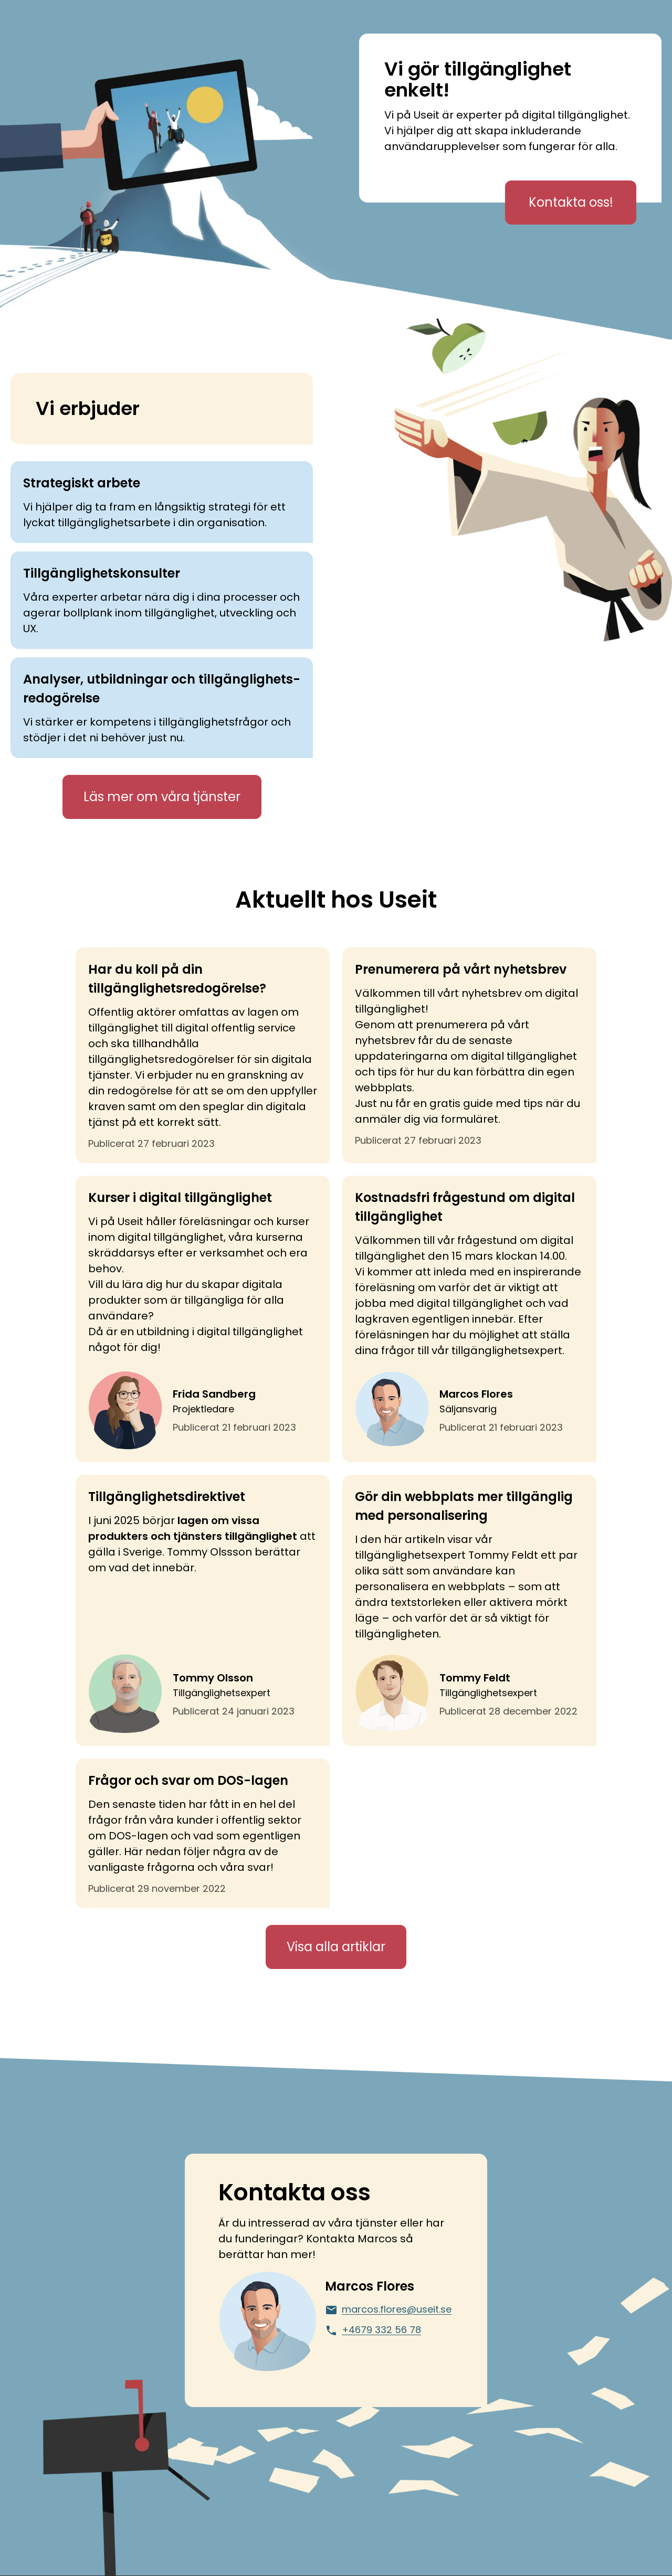 Vi gör tillgänglighet
enkelt!
Vi på Useit är experter på digital tillgänglighet.
Vi hjälper dig att skapa inkluderande
användarupplevelser som fungerar för alla.
Kontakta oss!
Vi erbjuder
Strategiskt arbete
Vi hjälper dig ta fram en långsiktig strategi för ett
lyckat tillgänglighetsarbete i din organisation.
Tillgänglighetskonsulter
Våra experter arbetar nära dig i dina processer och
agerar bollplank inom tillgänglighet, utveckling och
UX.
Analyser, utbildningar och tillgänglighets-
redogörelse
Vi stärker er kompetens i tillgänglighetsfrågor och
stödjer i det ni behöver just nu.
Läs mer om våra tjänster
Aktuellt hos Useit
Har du koll på din
tillgänglighetsredogörelse?
Offentlig aktörer omfattas av lagen om
tillgänglighet till digital offentlig service
och ska tillhandhålla
tillgänglighetsredogörelser för sin digitala
tjänster. Vi erbjuder nu en granskning av
din redogörelse för att se om den uppfyller
kraven samt om den speglar din digitala
tjänst på ett korrekt sätt.
Publicerat 27 februari 2023
Prenumerera på vårt nyhetsbrev
Välkommen till vårt nyhetsbrev om digital
tillgänglighet!
Genom att prenumerera på vårt
nyhetsbrev får du de senaste
uppdateringarna om digital tillgänglighet
och tips för hur du kan förbättra din egen
webbplats.
Just nu får en gratis guide med tips när du
anmäler dig via formuläret.
Publicerat 27 februari 2023
Kurser i digital tillgänglighet
Vi på Useit håller föreläsningar och kurser
inom digital tillgänglighet, våra kurserna
skräddarsys efter er verksamhet och era
behov.
Vill du lära dig hur du skapar digitala
produkter som är tillgängliga för alla
användare?
Då är en utbildning i digital tillgänglighet
något för dig!
Frida Sandberg
Projektledare
Publicerat 21 februari 2023
Kostnadsfri frågestund om digital
tillgänglighet
Välkommen till vår frågestund om digital
tillgänglighet den 15 mars klockan 14.00.
Vi kommer att inleda med en inspirerande
föreläsning om varför det är viktigt att
jobba med digital tillgänglighet och vad
lagkraven egentligen innebär. Efter
föreläsningen har du möjlighet att ställa
dina frågor till vår tillgänglighetsexpert.
Marcos Flores
Säljansvarig
Publicerat 21 februari 2023
Tillgänglighetsdirektivet
I juni 2025 börjar lagen om vissa
produkters och tjänsters tillgänglighet att
gälla i Sverige. Tommy Olssson berättar
om vad det innebär.
Tommy Olsson
Tillgänglighetsexpert
Publicerat 24 januari 2023
Gör din webbplats mer tillgänglig
med personalisering
I den här artikeln visar vår
tillgänglighetsexpert Tommy Feldt ett par
olika sätt som användare kan
personalisera en webbplats – som att
ändra textstorleken eller aktivera mörkt
läge – och varför det är så viktigt för
tillgängligheten.
Tommy Feldt
Tillgänglighetsexpert
Publicerat 28 december 2022
Frågor och svar om DOS-lagen
Den senaste tiden har fått in en hel del
frågor från våra kunder i offentlig sektor
om DOS-lagen och vad som egentligen
gäller. Här nedan följer några av de
vanligaste frågorna och våra svar!
Publicerat 29 november 2022
Visa alla artiklar
Kontakta oss
Är du intresserad av våra tjänster eller har
du funderingar? Kontakta Marcos så
berättar han mer!
Marcos Flores
marcos.flores@useit.se
+4679 332 56 78